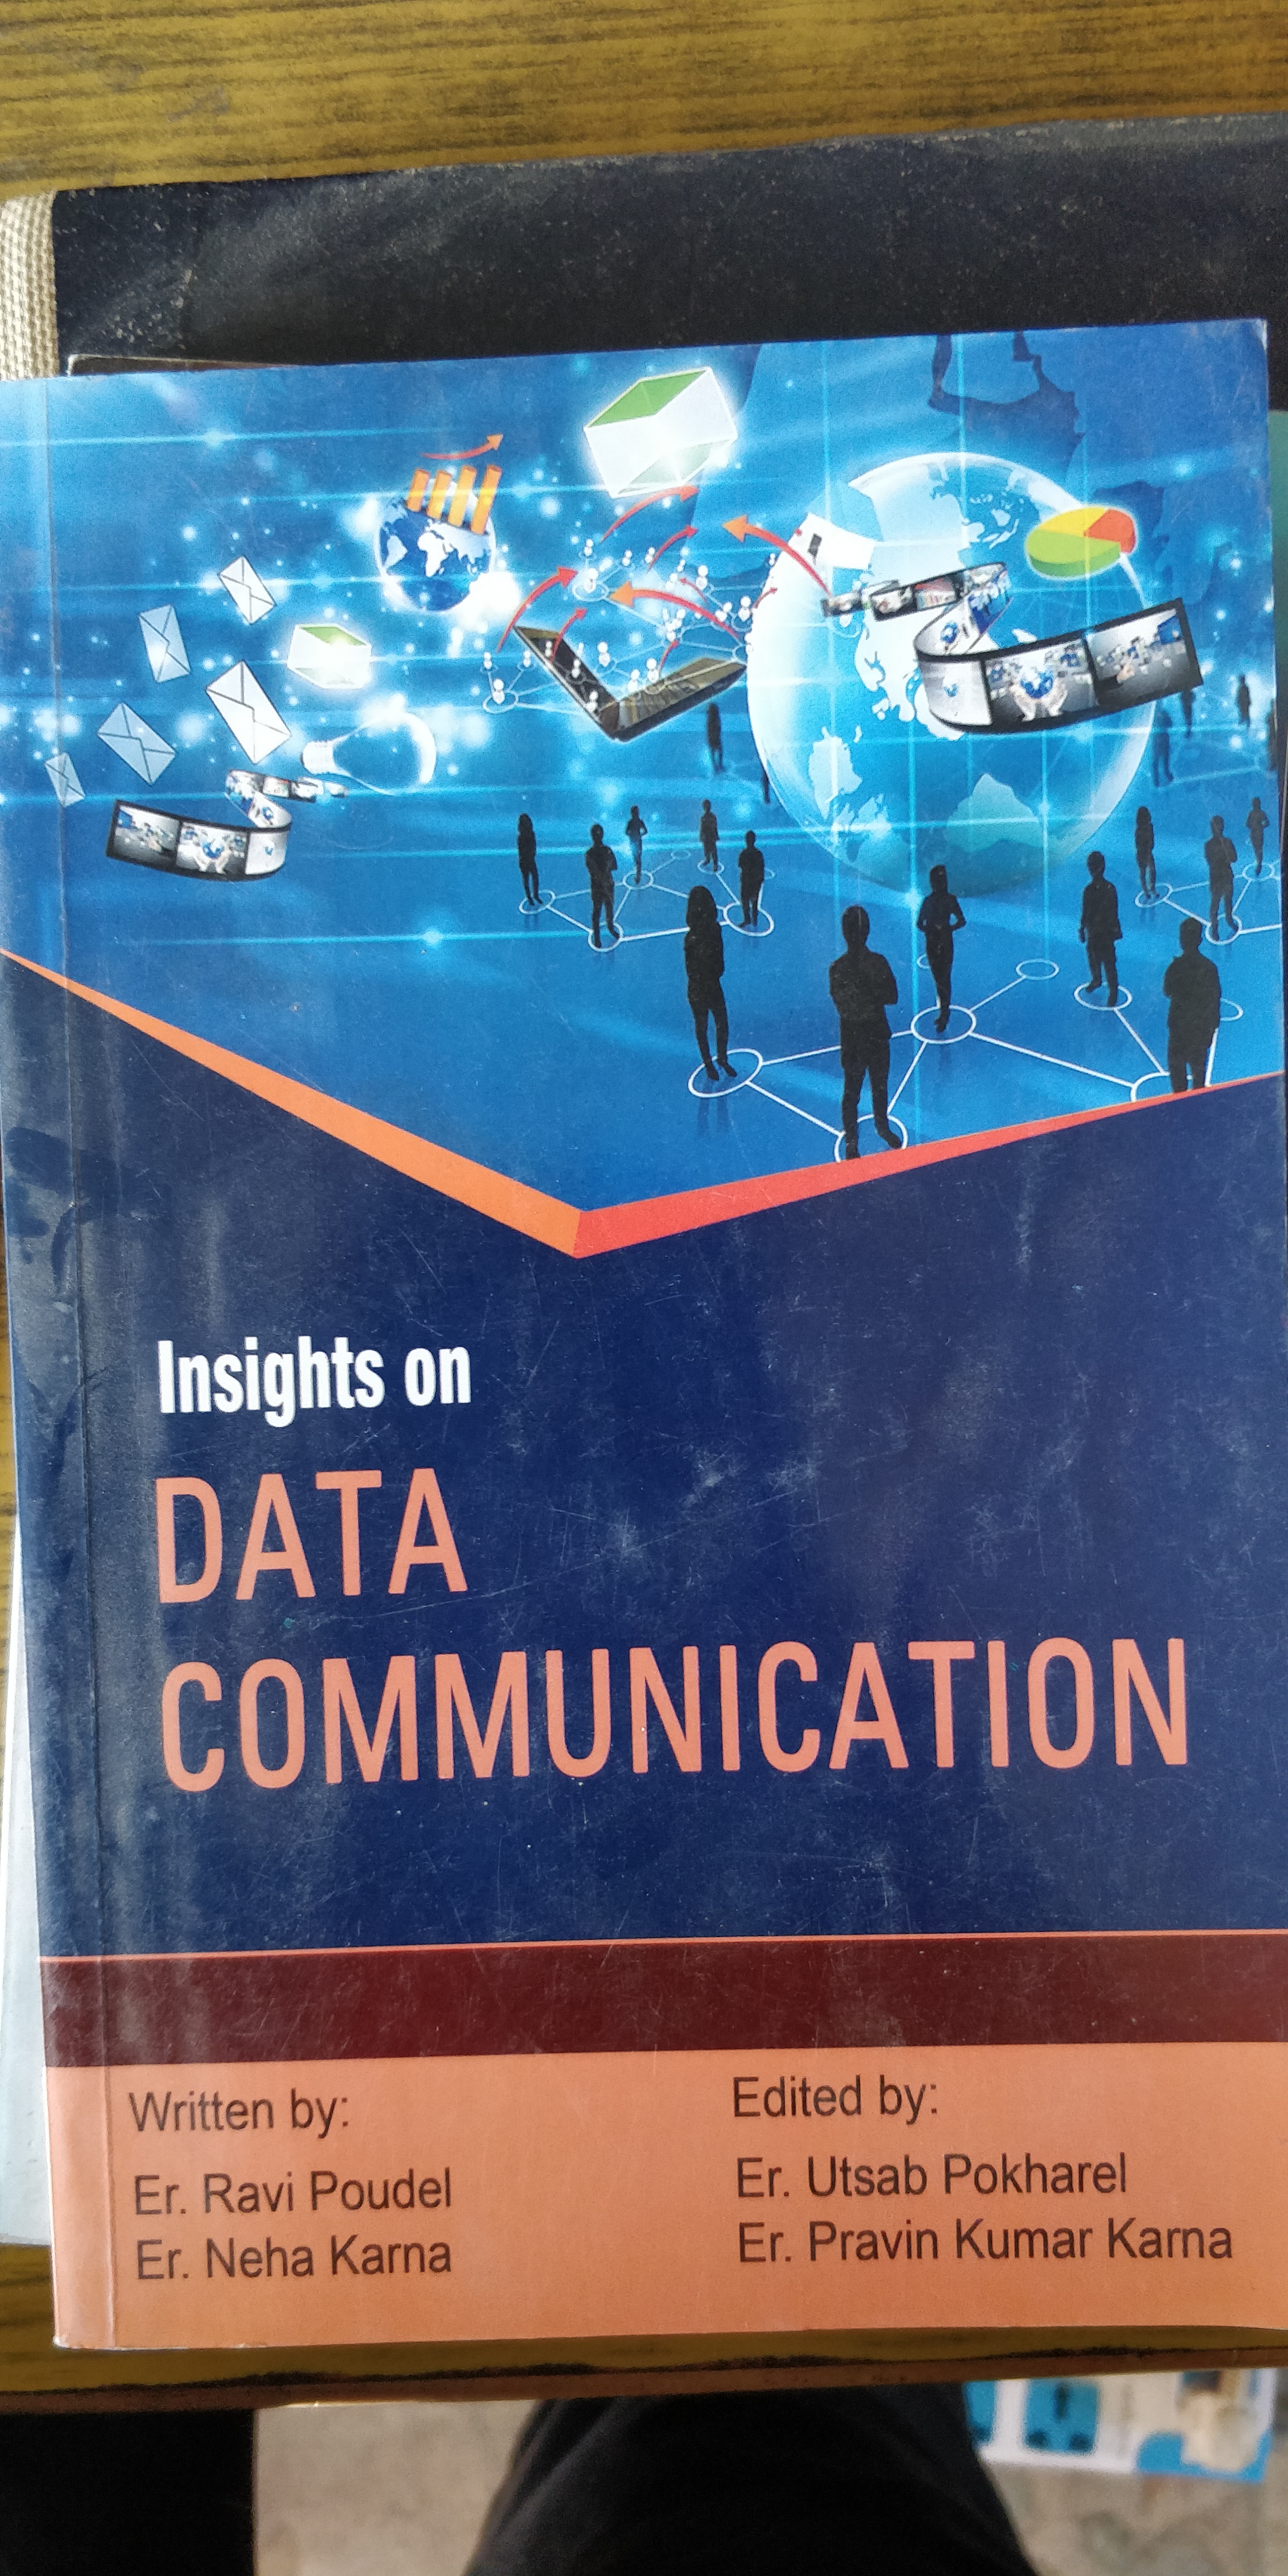 Insights on
DATA
COMMUNICATION
Written by:
Er. Ravi Poudel
Er. Neha Karna
Edited by:
Er. Utsab Pokharel
Er. Pravin Kumar Karna